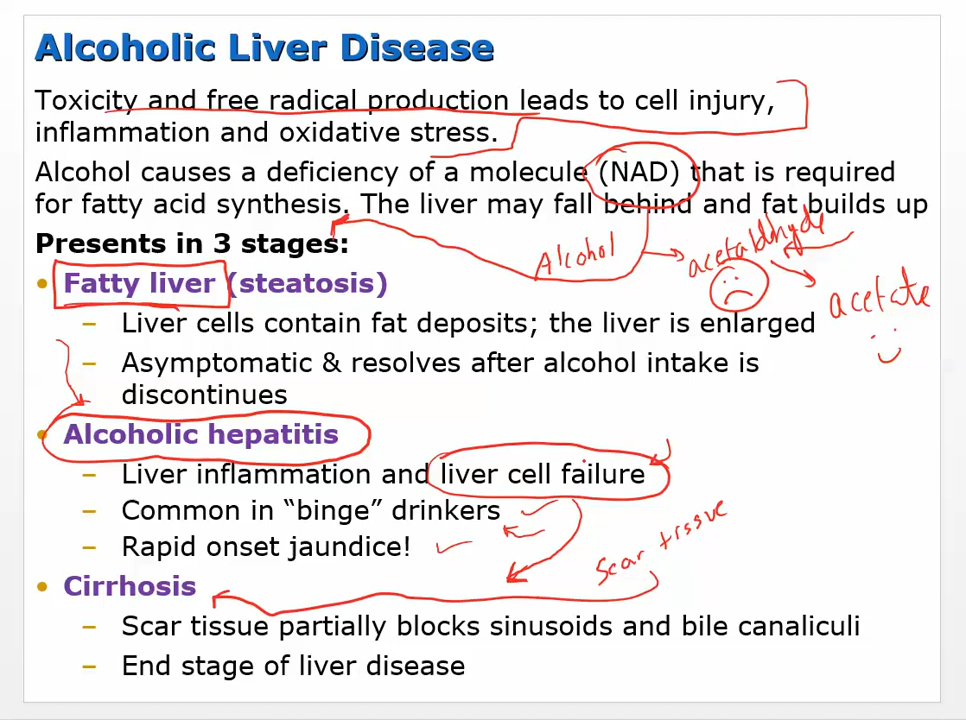 Alcoholic Liver Disease
Toxicity and free radical production leads to cell injury,
inflammation and oxidative stress.
Alcohol causes a deficiency of a molecule (NAD) that is required
for fatty acid synthesis. The liver may fall behind and fat builds up
Presents in 3 stages:
Alcohol
acetaldhyde
acetate
• Fatty liver (steatosis)
– Liver cells contain fat deposits; the liver is enlarged
– Asymptomatic & resolves after alcohol intake is
discontinues
• Alcoholic hepatitis
– Liver inflammation and liver cell failure
– Common in “binge” drinkers
– Rapid onset jaundice!
scar tissue
• Cirrhosis
– Scar tissue partially blocks sinusoids and bile canaliculi
– End stage of liver disease